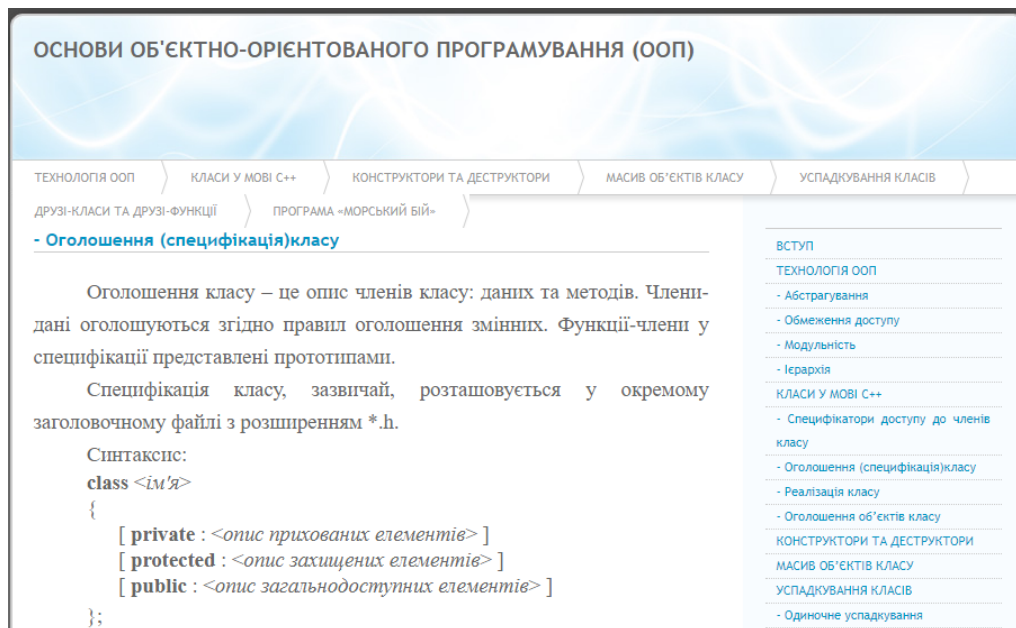 ОСНОВИ ОБ'ЄКТНО-ОРІЄНТОВАНОГО ПРОГРАМУВАННЯ (ООП)
ТЕХНОЛОГІЯ ООП
КЛАСИ У МОВІ С++
КОНСТРУКТОРИ ТА ДЕСТРУКТОРИ
МАСИВ ОБ’ЄКТІВ КЛАСУ
УСПАДКУВАННЯ КЛАСІВ
ДРУЗІ-КЛАСИ ТА ДРУЗІ-ФУНКЦІЇ
ПРОГРАМА «МОРСЬКИЙ БІЙ»
- Оголошення (специфікація)класу
Оголошення класу – це опис членів класу: даних та методів. Члени-
дані оголошуються згідно правил оголошення змінних. Функції-члени у
специфікації представлені прототипами.
Специфікація класу, зазвичай, розташовується у окремому
заголовочному файлі з розширенням *.h.
Синтаксис:
class <ім'я>
{
[ private : <опис прихованих елементів> ]
[ protected : <опис захищених елементів> ]
[ public : <опис загальнодоступних елементів> ]
};
ВСТУП
ТЕХНОЛОГІЯ ООП
- Абстрагування
- Обмеження доступу
- Модульність
- Ієрархія
КЛАСИ У МОВІ С++
- Специфікатори доступу до членів
класу
- Оголошення (специфікація)класу
- Реалізація класу
- Оголошення об’єктів класу
КОНСТРУКТОРИ ТА ДЕСТРУКТОРИ
МАСИВ ОБ’ЄКТІВ КЛАСУ
УСПАДКУВАННЯ КЛАСІВ
- Одиночне успадкування